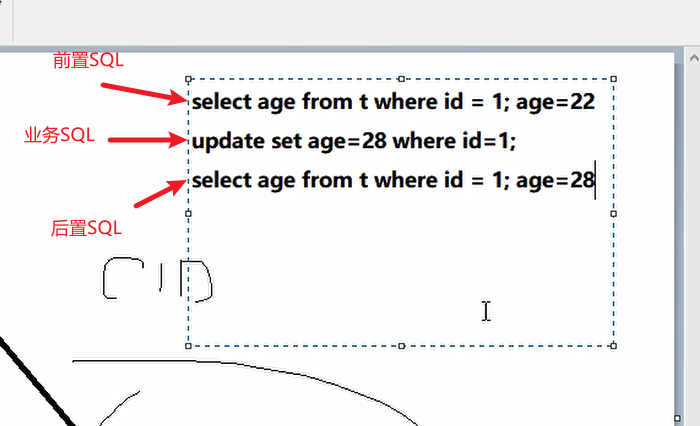 前置SQL
select age from t where id = 1; age=22
业务SQL
update set age=28 where id=1;
select age from t where id = 1; age=28
后置SQL
CID